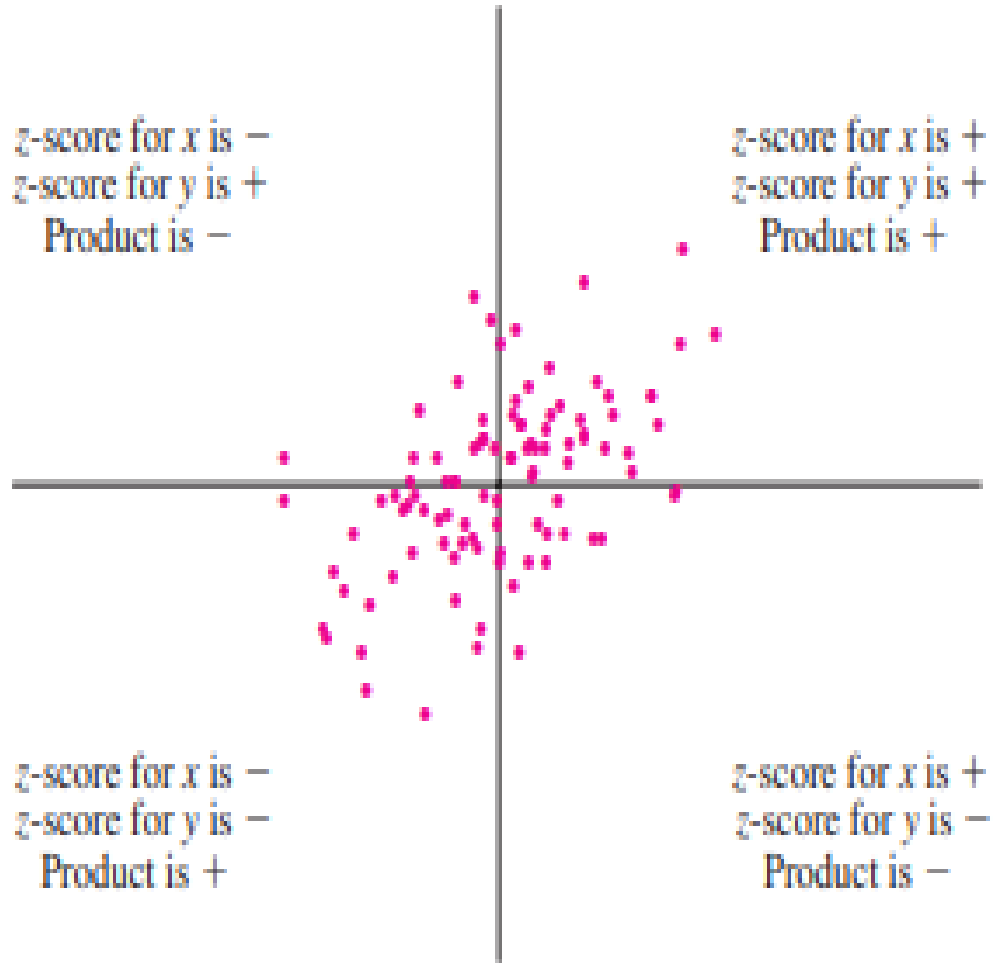 z-score for x is −
z-score for y is +
Product is −
z-score for x is +
z-score for y is +
Product is +
z-score for x is −
z-score for y is −
Product is +
z-score for x is +
z-score for y is −
Product is −